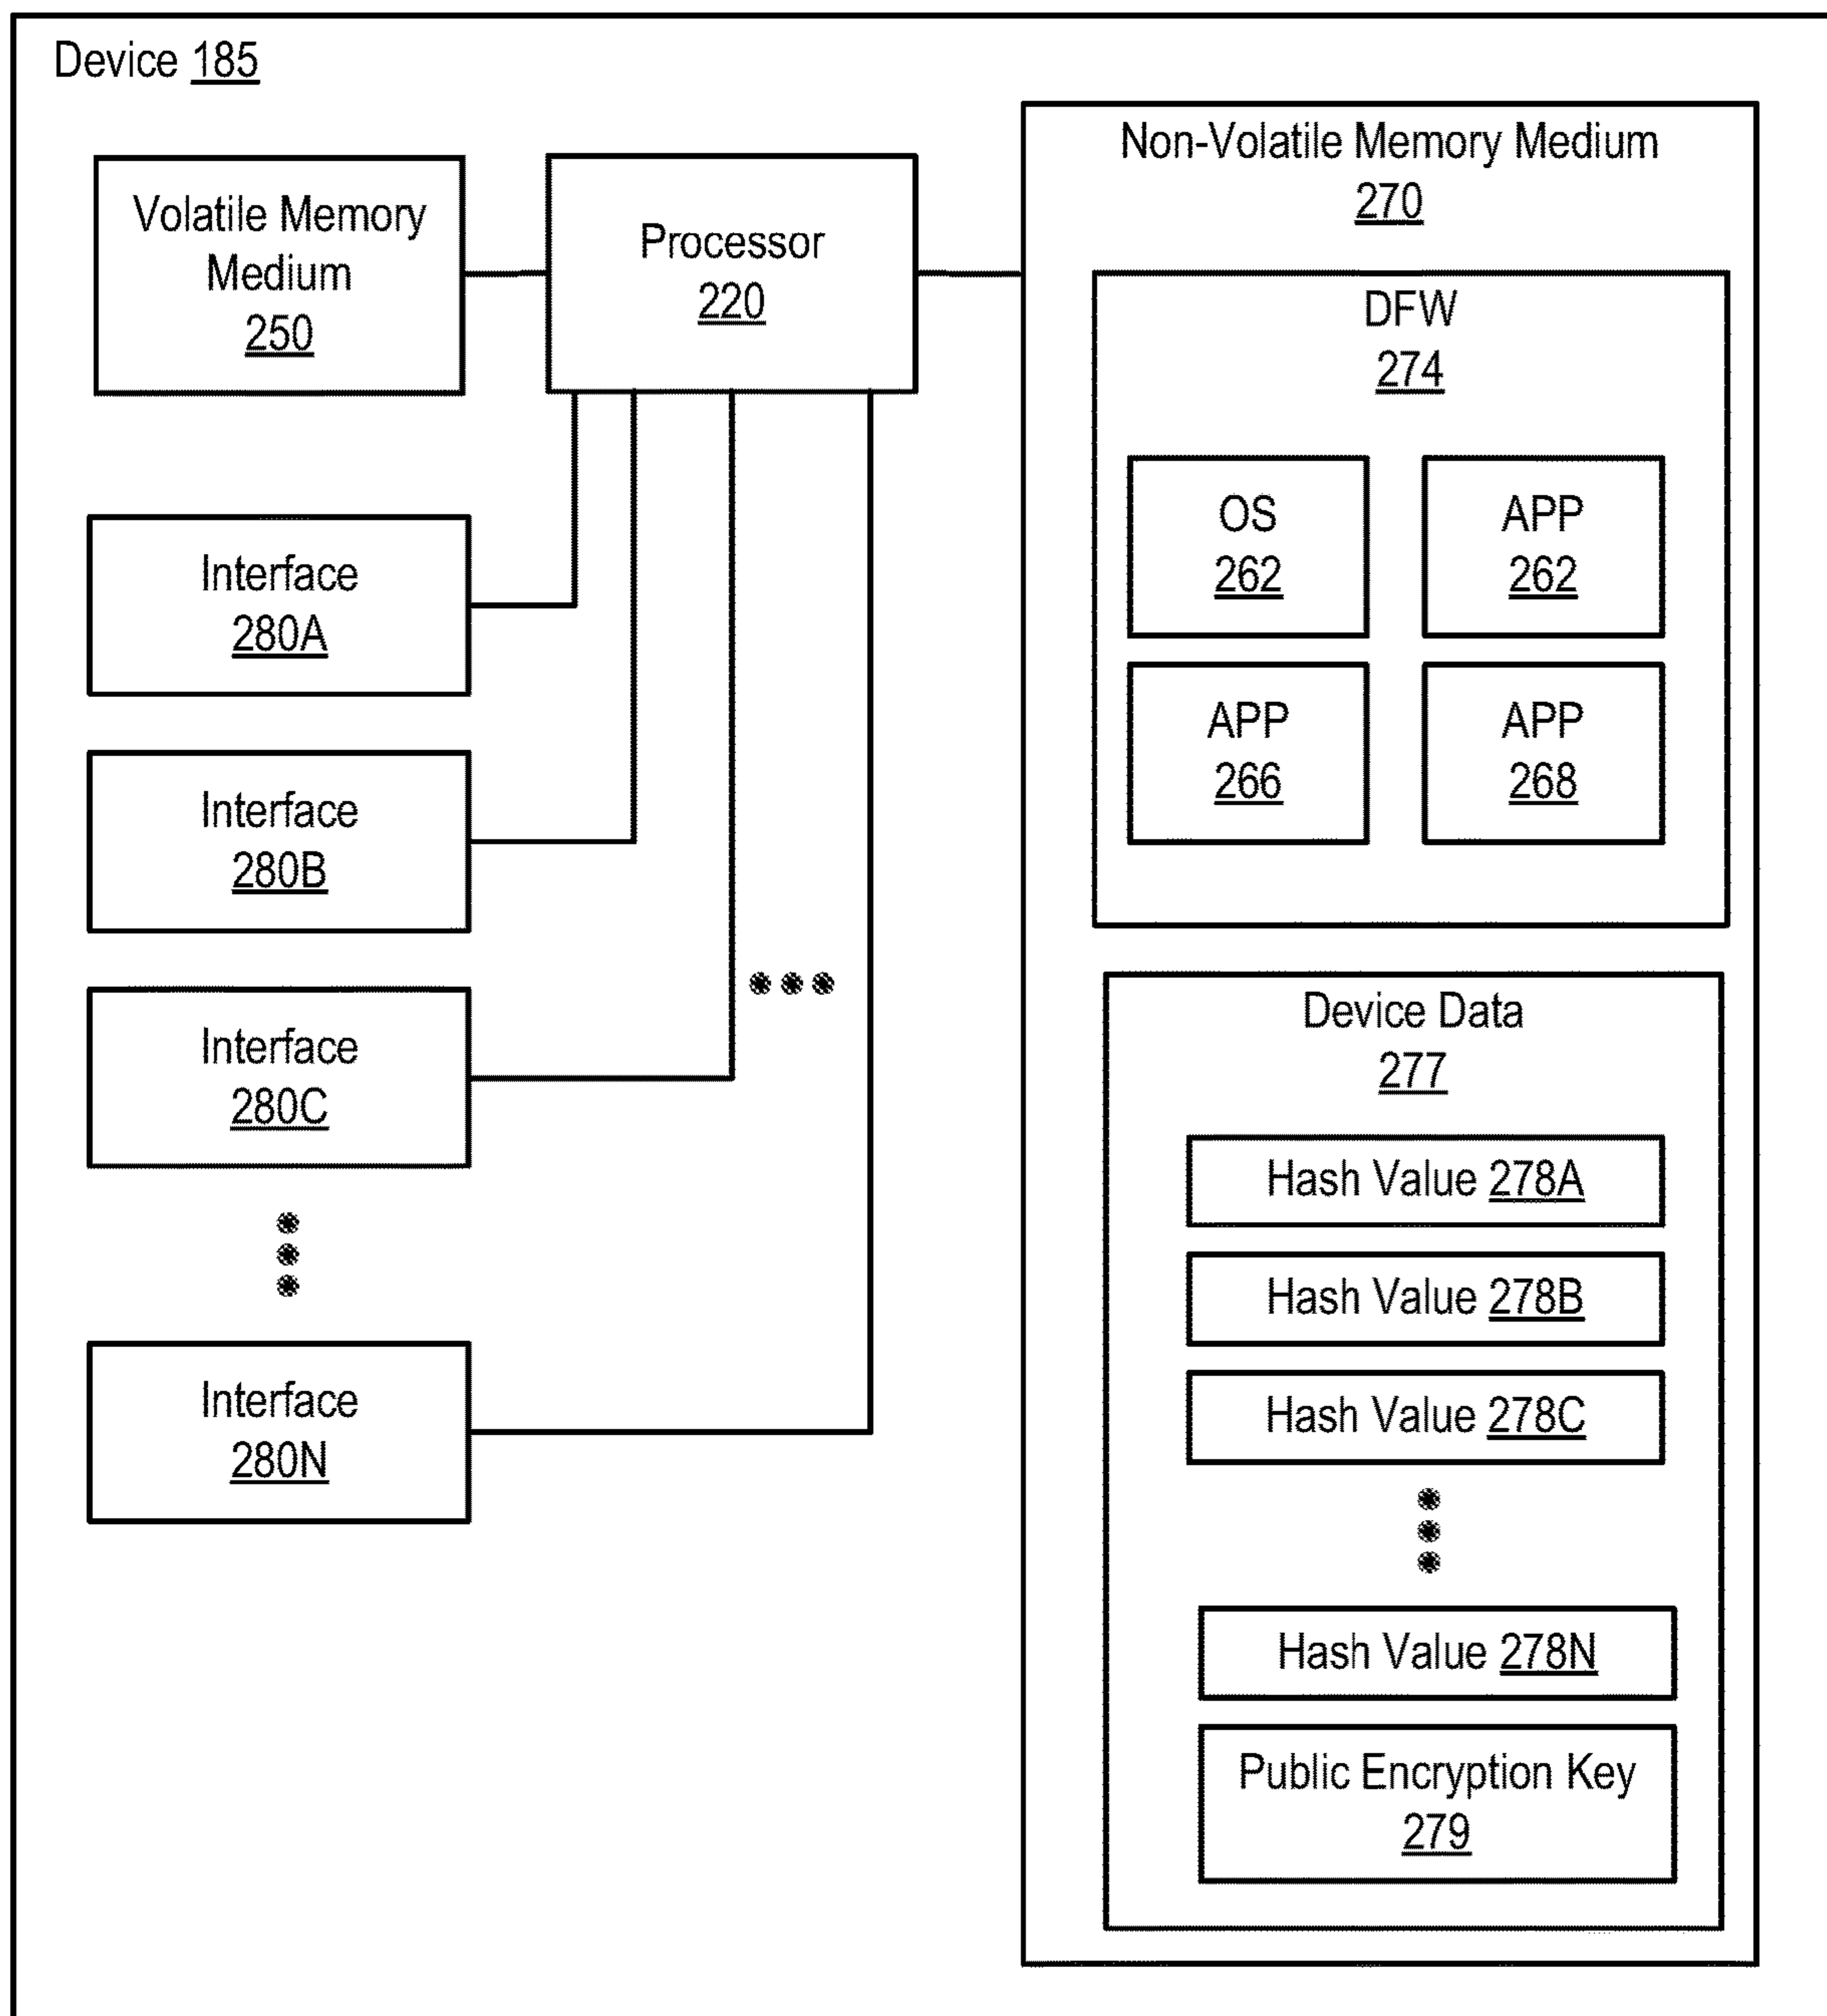 Device 185
Volatile Memory
Medium
250
Processor
220
Non-Volatile Memory Medium
270
DFW
274
OS
262
APP
262
APP
266
APP
268
Interface
280A
Interface
280B
Interface
280C
Interface
280N
Device Data
277
Hash Value 278A
Hash Value 278B
Hash Value 278C
Hash Value 278N
Public Encryption Key
279